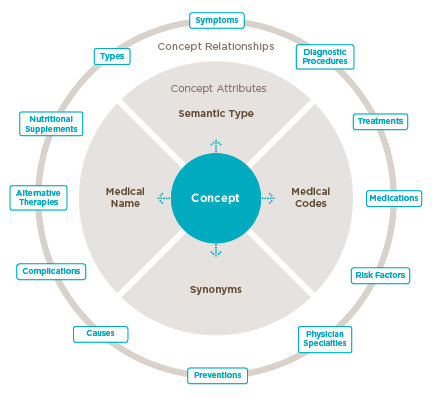 Symptoms
Concept Relationships
Types
Diagnostic
Procedures
Concept Attributes
Semantic Type
Nutritional
Supplements
Treatments
Alternative
Therapies
Medical
Name
Concept
Medical
Codes
Medications
Complications
Risk Factors
Synonyms
Causes
Physician
Specialties
Preventions